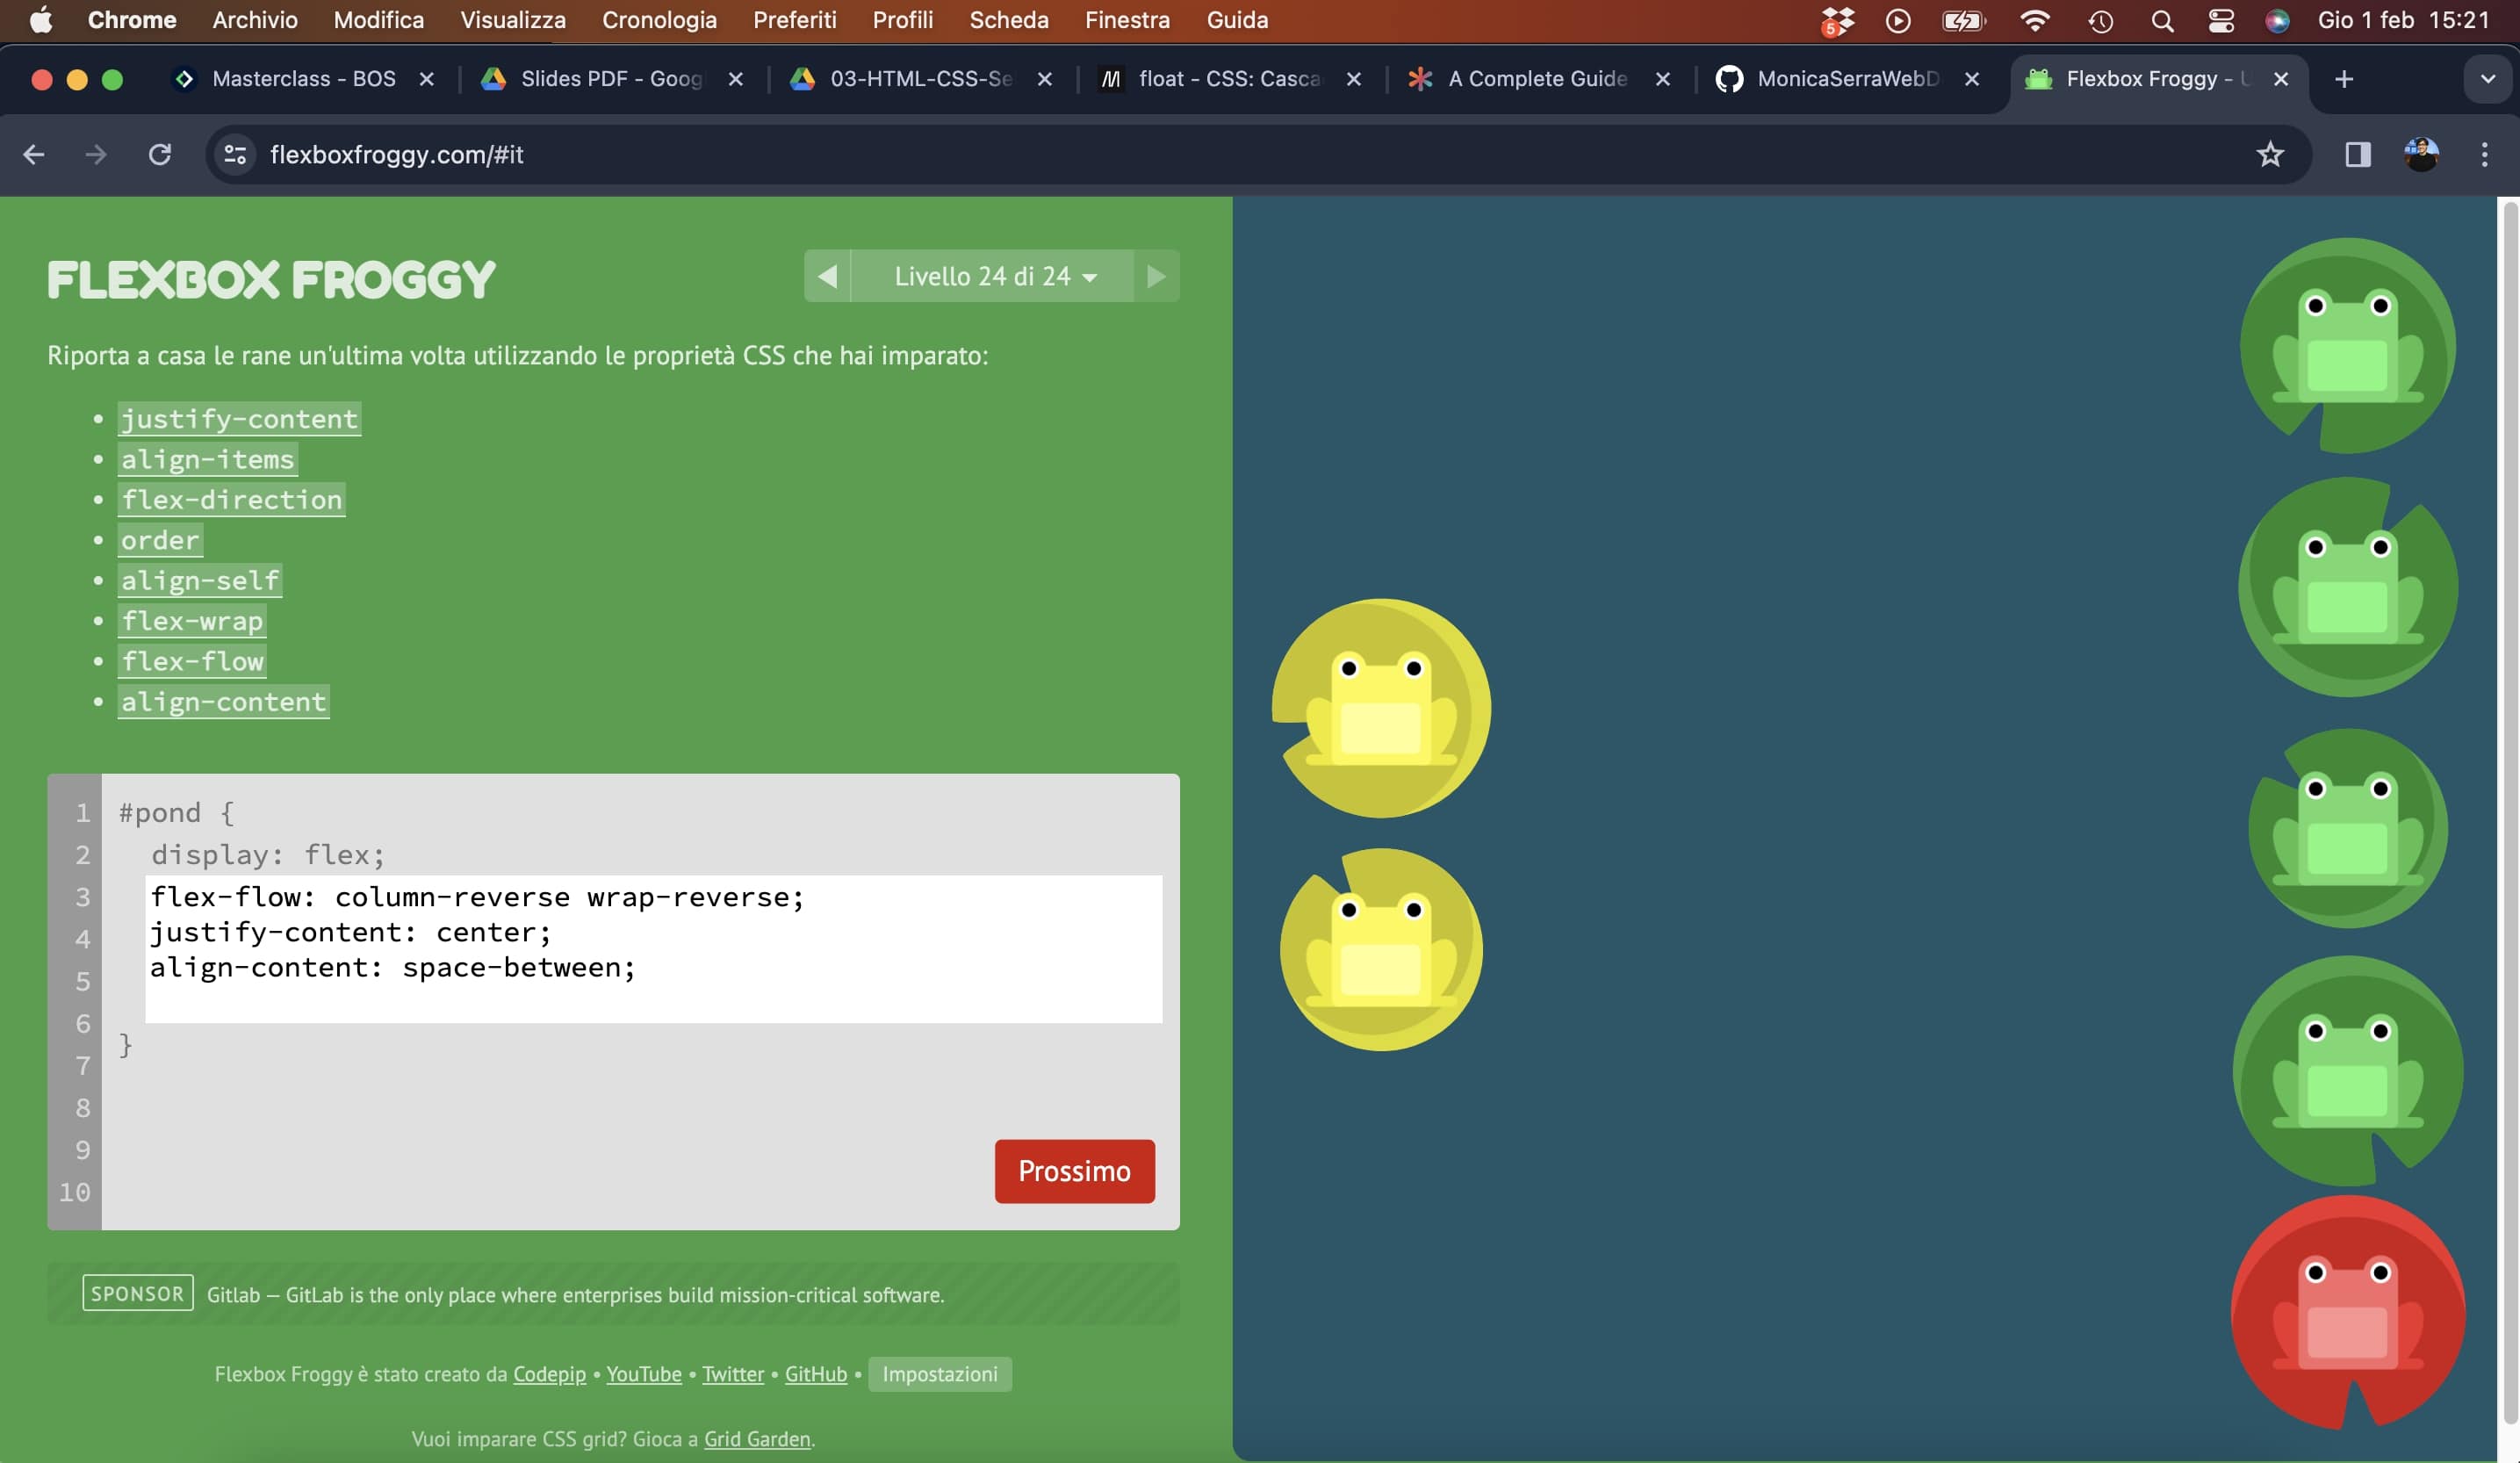 Chrome Archivio Modifica Visualizza Cronologia Preferiti Profili Scheda Finestra Guida 5 Gio 1 feb 15:21
Masterclass - BOS Slides PDF - Goog 03-HTML-CSS-Se float - CSS: Casca A Complete Guide MonicaSerraWebD Flexbox Froggy -
flexboxfroggy.com/#it
FLEXBOX FROGGY
Livello 24 di 24
Riporta a casa le rane un'ultima volta utilizzando le proprietà CSS che hai imparato:
• justify-content
• align-items
• flex-direction
• order
• align-self
• flex-wrap
• flex-flow
• align-content
1 #pond {
2 display: flex;
3 flex-flow: column-reverse wrap-reverse;
4 justify-content: center;
5 align-content: space-between;
6 }
7
8
9
10
Prossimo
SPONSOR Gitlab — GitLab is the only place where enterprises build mission-critical software.
Flexbox Froggy è stato creato da Codepip • YouTube • Twitter • GitHub • Impostazioni
Vuoi imparare CSS grid? Gioca a Grid Garden.